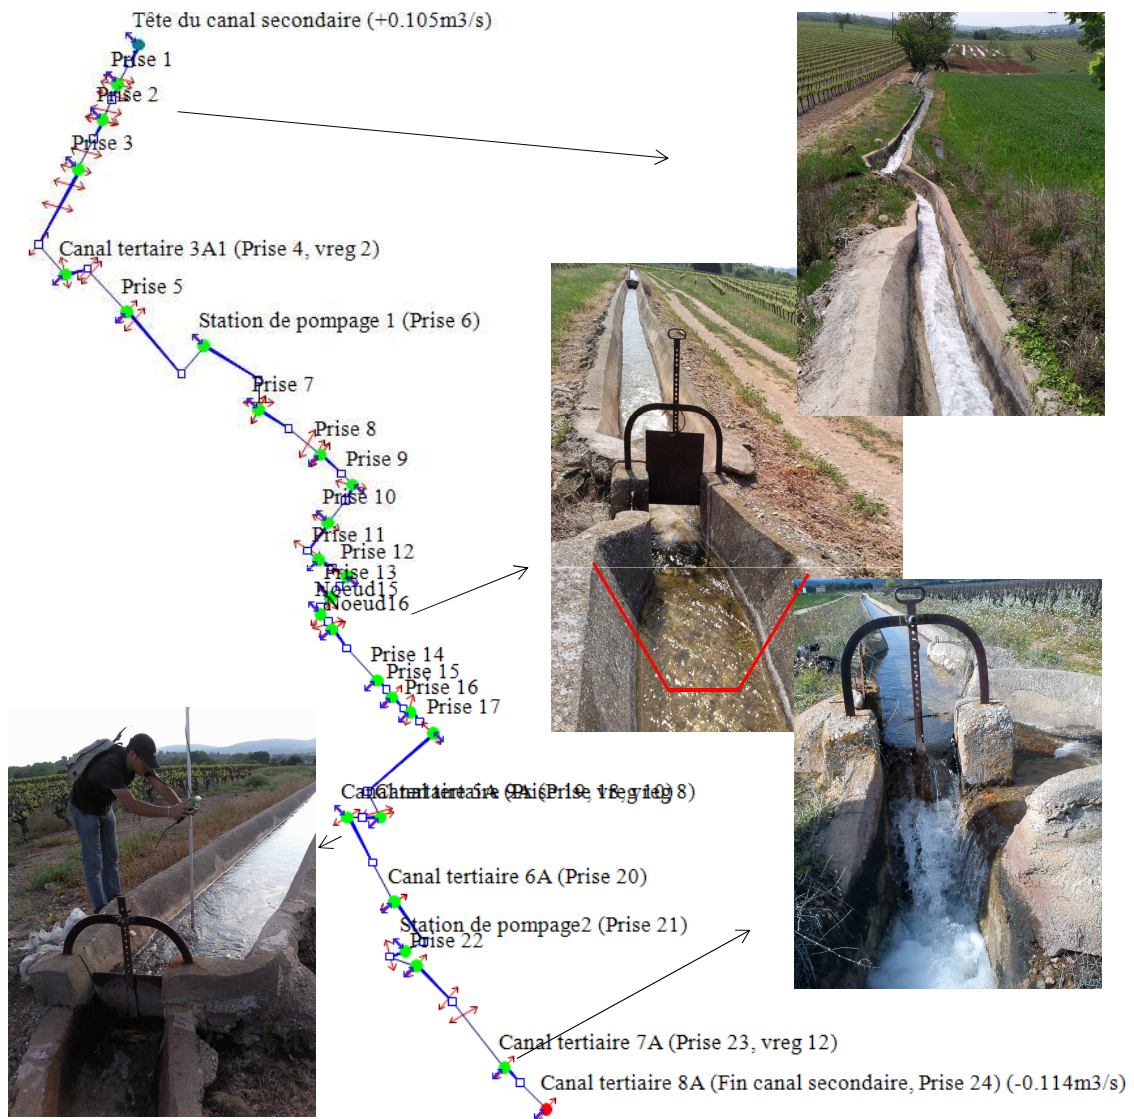 Tête du canal secondaire (+0.105m3/s)
Prise 1
Prise 2
Prise 3
Canal tertaire 3A1 (Prise 4, vreg 2)
Prise 5
Station de pompage 1 (Prise 6)
Prise 7
Prise 8
Prise 9
Prise 10
Prise 11
Prise 12
Prise 13
Noeud15
Noeud16
Prise 14
Prise 15
Prise 16
Prise 17
Canal tertiaire 6A (Prise 20)
Station de pompage2 (Prise 21)
Prise 22
Canal tertiaire 7A (Prise 23, vreg 12)
Canal tertiaire 8A (Fin canal secondaire, Prise 24) (-0.114m3/s)